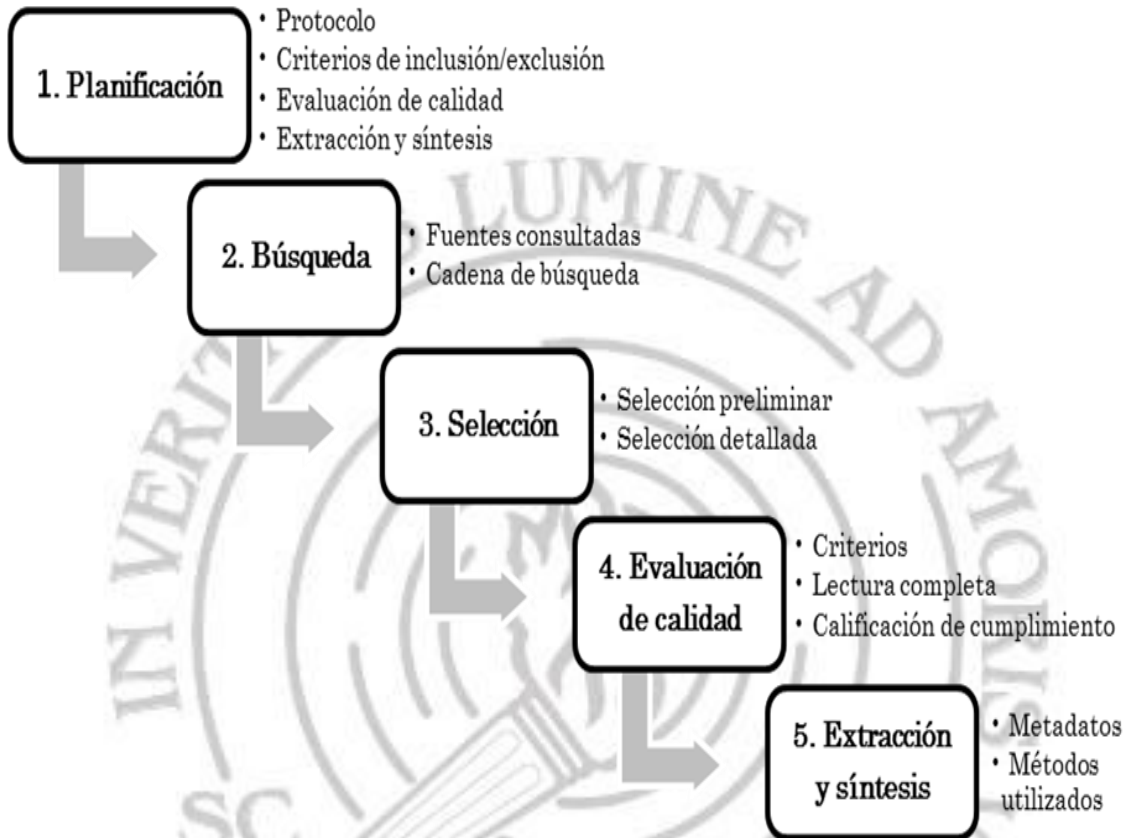 1. Planificación
• Protocolo
• Criterios de inclusión/exclusión
• Evaluación de calidad
• Extracción y síntesis
2. Búsqueda
• Fuentes consultadas
• Cadena de búsqueda
3. Selección
• Selección preliminar
• Selección detallada
4. Evaluación
de calidad
• Criterios
• Lectura completa
• Calificación de cumplimiento
5. Extracción
y síntesis
• Metadatos
• Métodos
utilizados
LUMINE AD AMORIS
IN VERIT